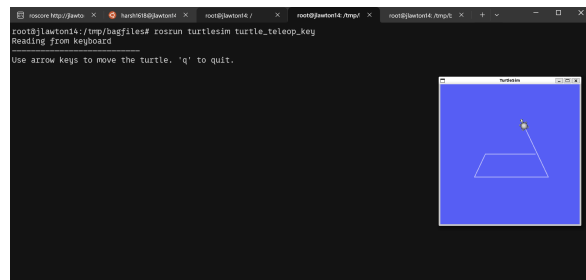 roscore http://jlawto
harsh1618@jlawton14
root@jlawton14: /
root@jlawton14: /tmp/l
root@jlawton14: /tmp/b
root@jlawton14:/tmp/bagfiles# rosrun turtlesim turtle_teleop_key
Reading from keyboard
---------------------------
Use arrow keys to move the turtle. 'q' to quit.
TurtleSim